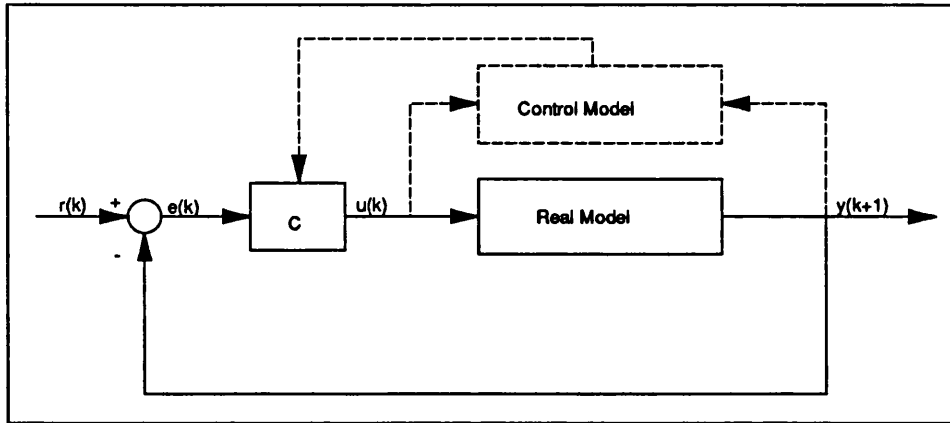 Control Model
r(k)
+
e(k)
C
u(k)
Real Model
y(k+1)
-